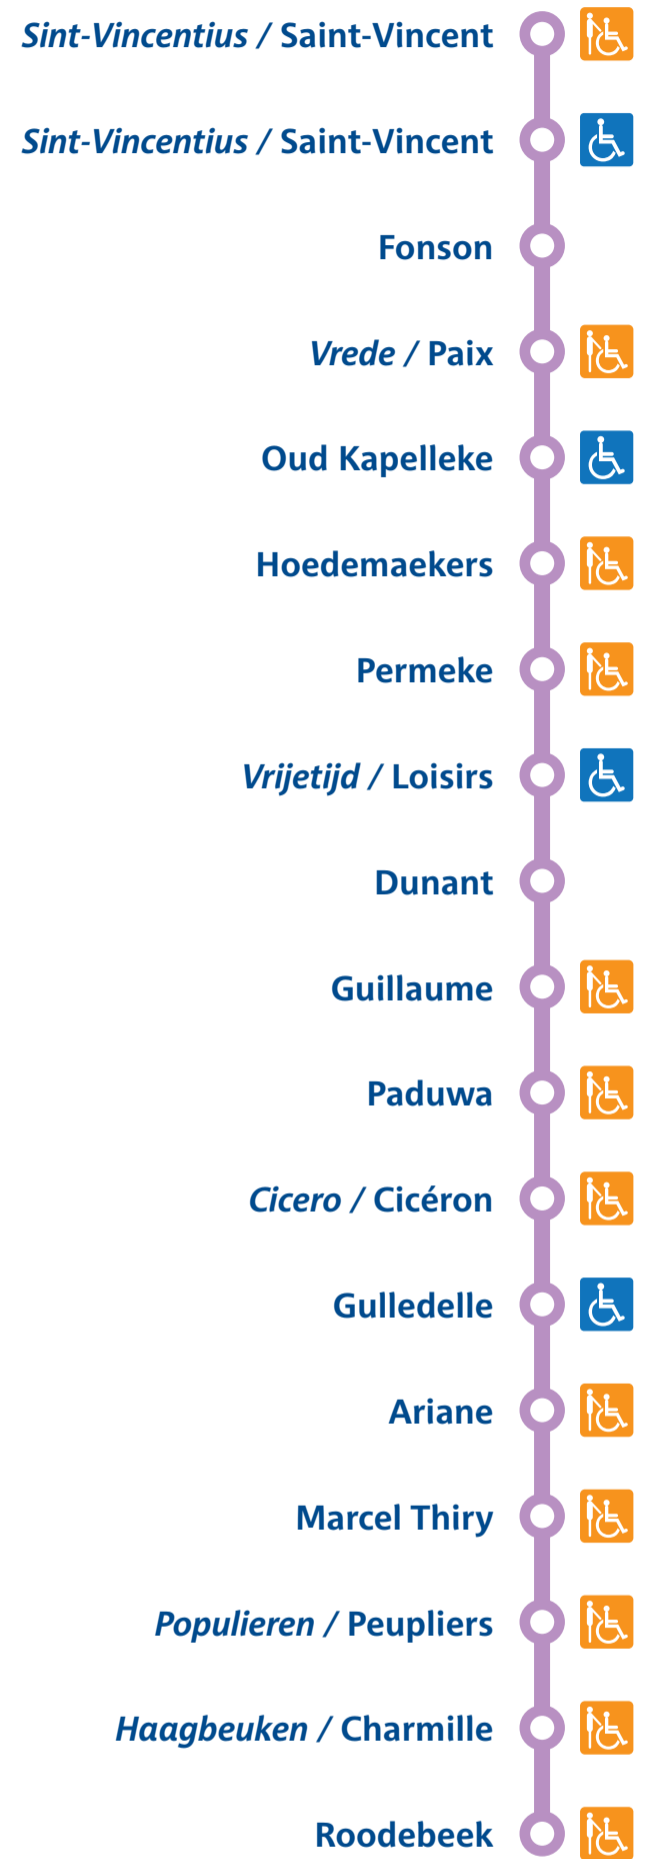 Sint-Vincentius / Saint-Vincent
Sint-Vincentius / Saint-Vincent
Fonson
Vrede / Paix
Oud Kapelleke
Hoedemaekers
Permeke
Vrijetijd / Loisirs
Dunant
Guillaume
Paduwa
Cicero / Cicéron
Gulledelle
Ariane
Marcel Thiry
Populieren / Peupliers
Haagbeuken / Charmille
Roodebeek